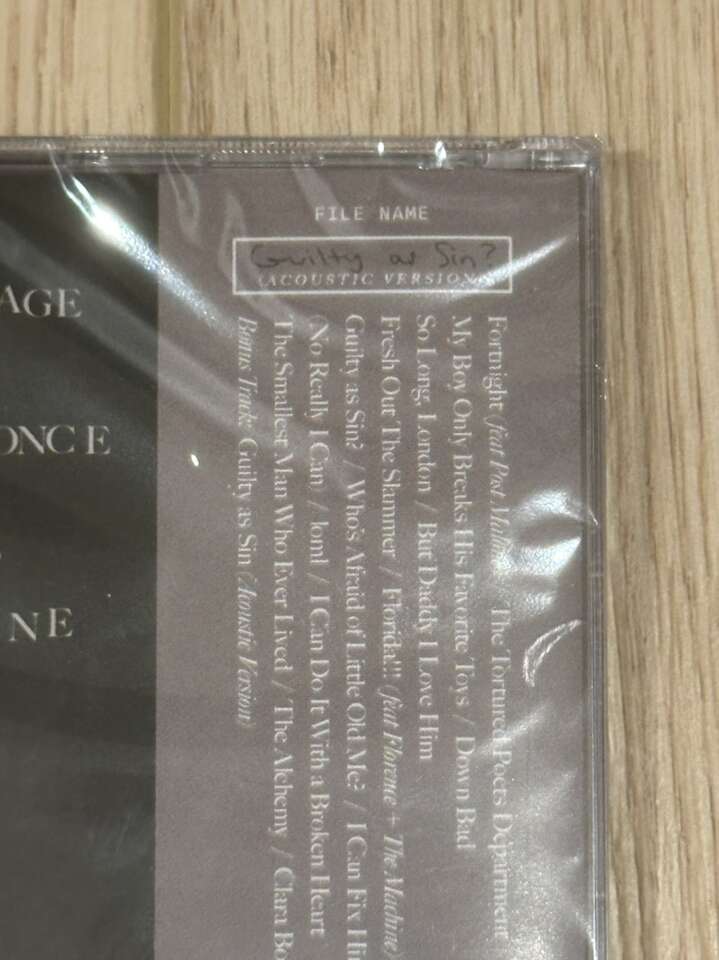 AGE
ONCE
NE
FILE NAME
Guilty as Sin?
(ACOUSTIC VERSION)
Fortnight (feat Post Mal The Tortured Poets Department
My Boy Only Breaks His Favorite Toys / Down Bad
So Long, London / But Daddy I Love Him
Fresh Out The Slammer / Florida!!! (feat Florence + The Machine)
Guilty as Sin? / Who's Afraid of Little Old Me? / I Can Fix Hi
(No Really I Can / loml / I Can Do It With a Broken Heart
The Smallest Man Who Ever Lived / The Alchemy / Clara Bo
Bonus Track: Guilty as Sin (Acoustic Version)